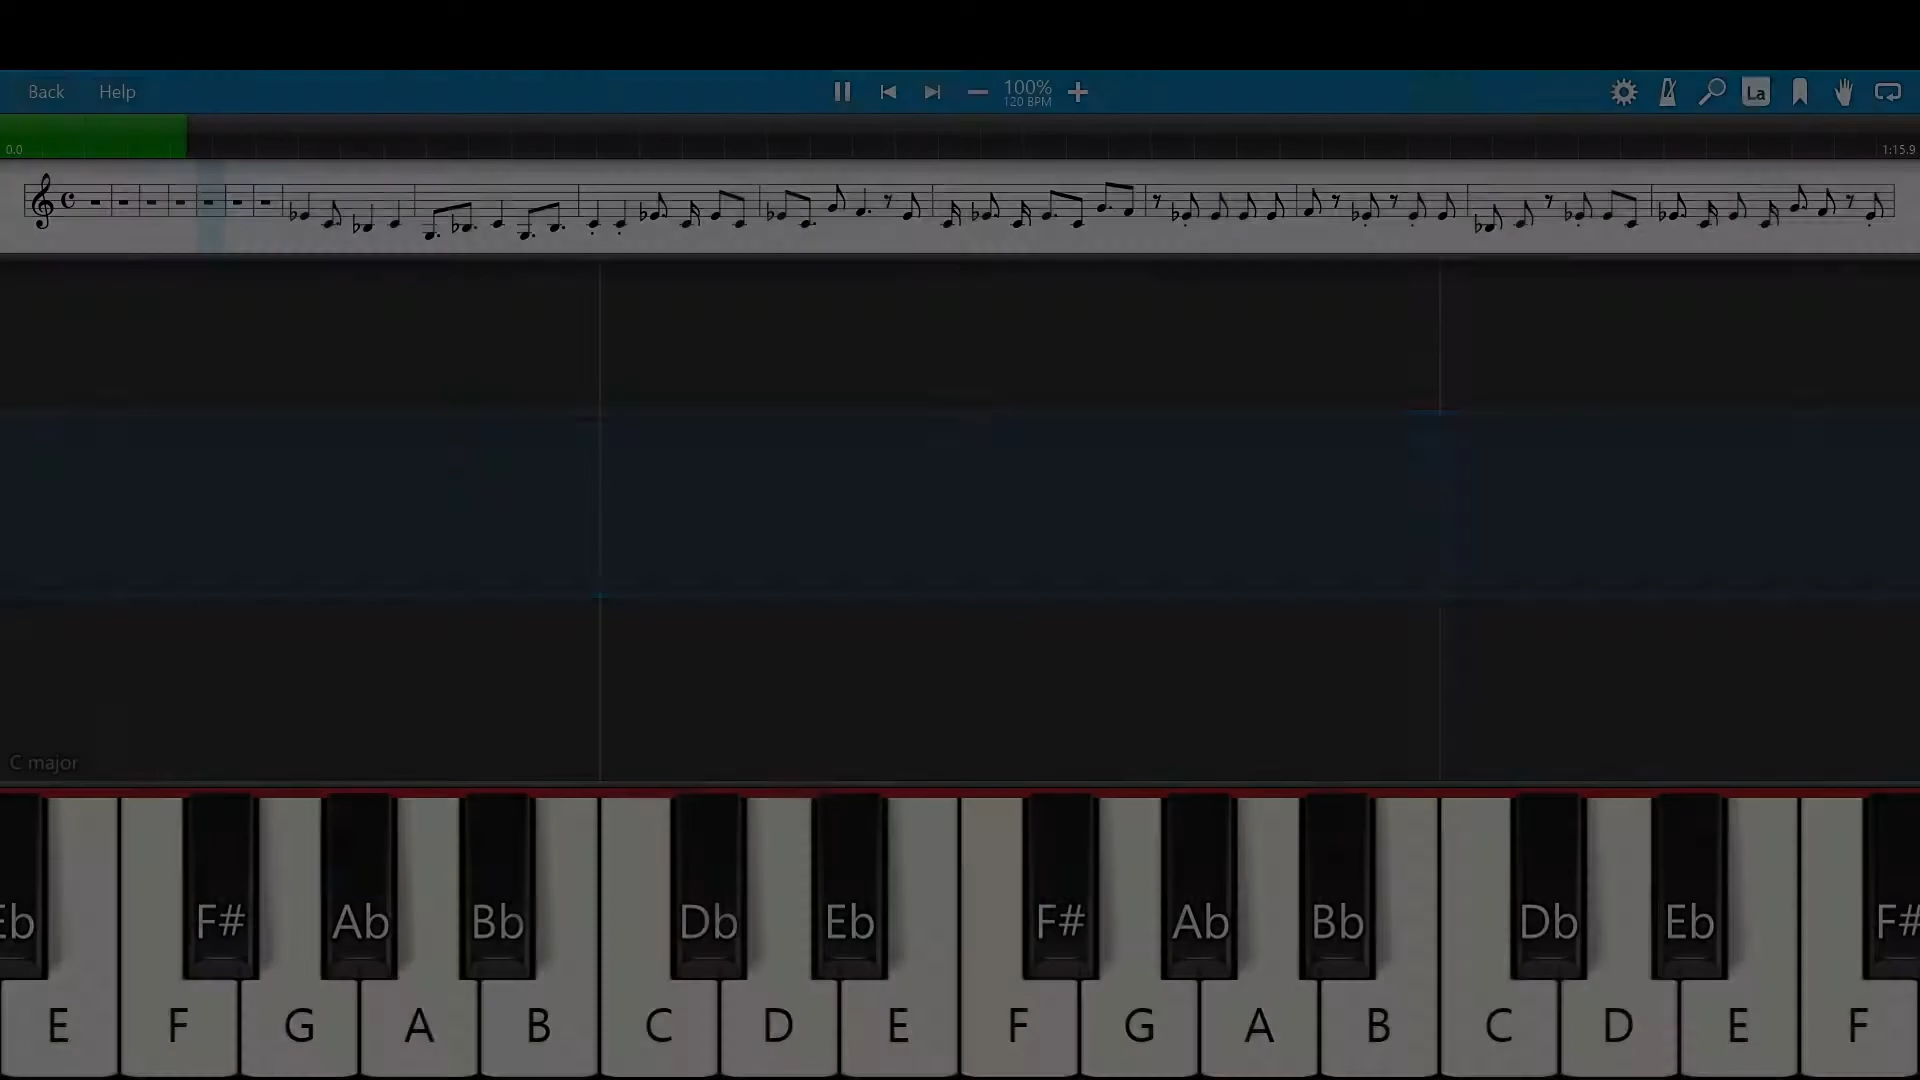 Back Help 100% La
120 BPM
0.0 1:15.9
C major
Eb F# Ab Bb Db Eb F# Ab Bb Db Eb F#
E F G A B C D E F G A B C D E F